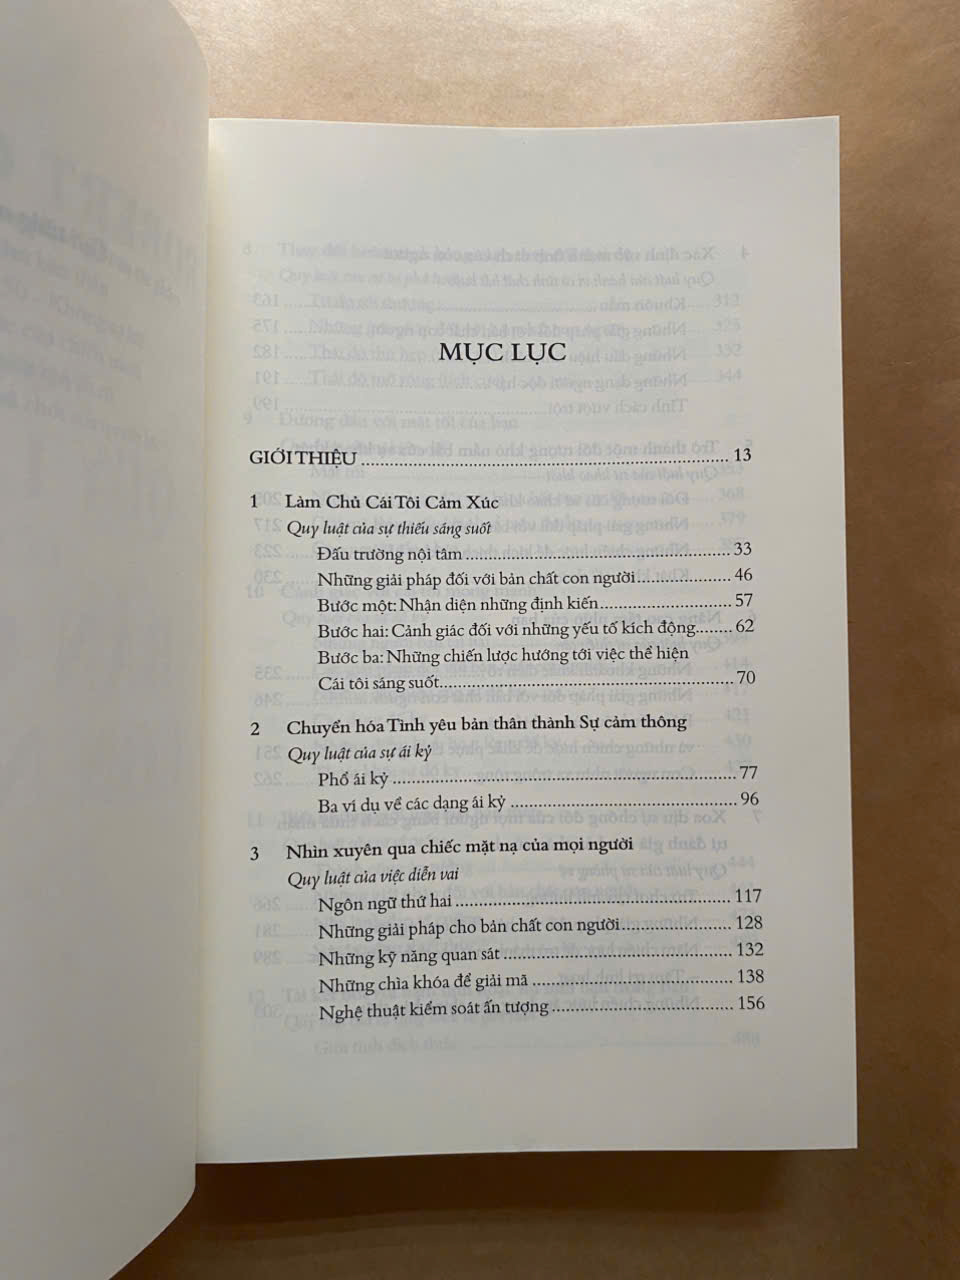 MỤC LỤC
GIỚI THIỆU ........ 13
1 Làm Chủ Cái Tôi Cảm Xúc
Quy luật của sự thiếu sáng suốt
Đấu trường nội tâm ........ 33
Những giải pháp đối với bản chất con người ........ 46
Bước một: Nhận diện những định kiến ........ 57
Bước hai: Cảnh giác đối với những yếu tố kích động ........ 62
Bước ba: Những chiến lược hướng tới việc thể hiện
Cái tôi sáng suốt ........ 70
2 Chuyển hóa Tình yêu bản thân thành Sự cảm thông
Quy luật của sự ái kỷ
Phổ ái kỷ ........ 77
Ba ví dụ về các dạng ái kỷ ........ 96
3 Nhìn xuyên qua chiếc mặt nạ của mọi người
Quy luật của việc diễn vai
Ngôn ngữ thứ hai ........ 117
Những giải pháp cho bản chất con người ........ 128
Những kỹ năng quan sát ........ 132
Những chìa khóa để giải mã ........ 138
Nghệ thuật kiểm soát ấn tượng ........ 156